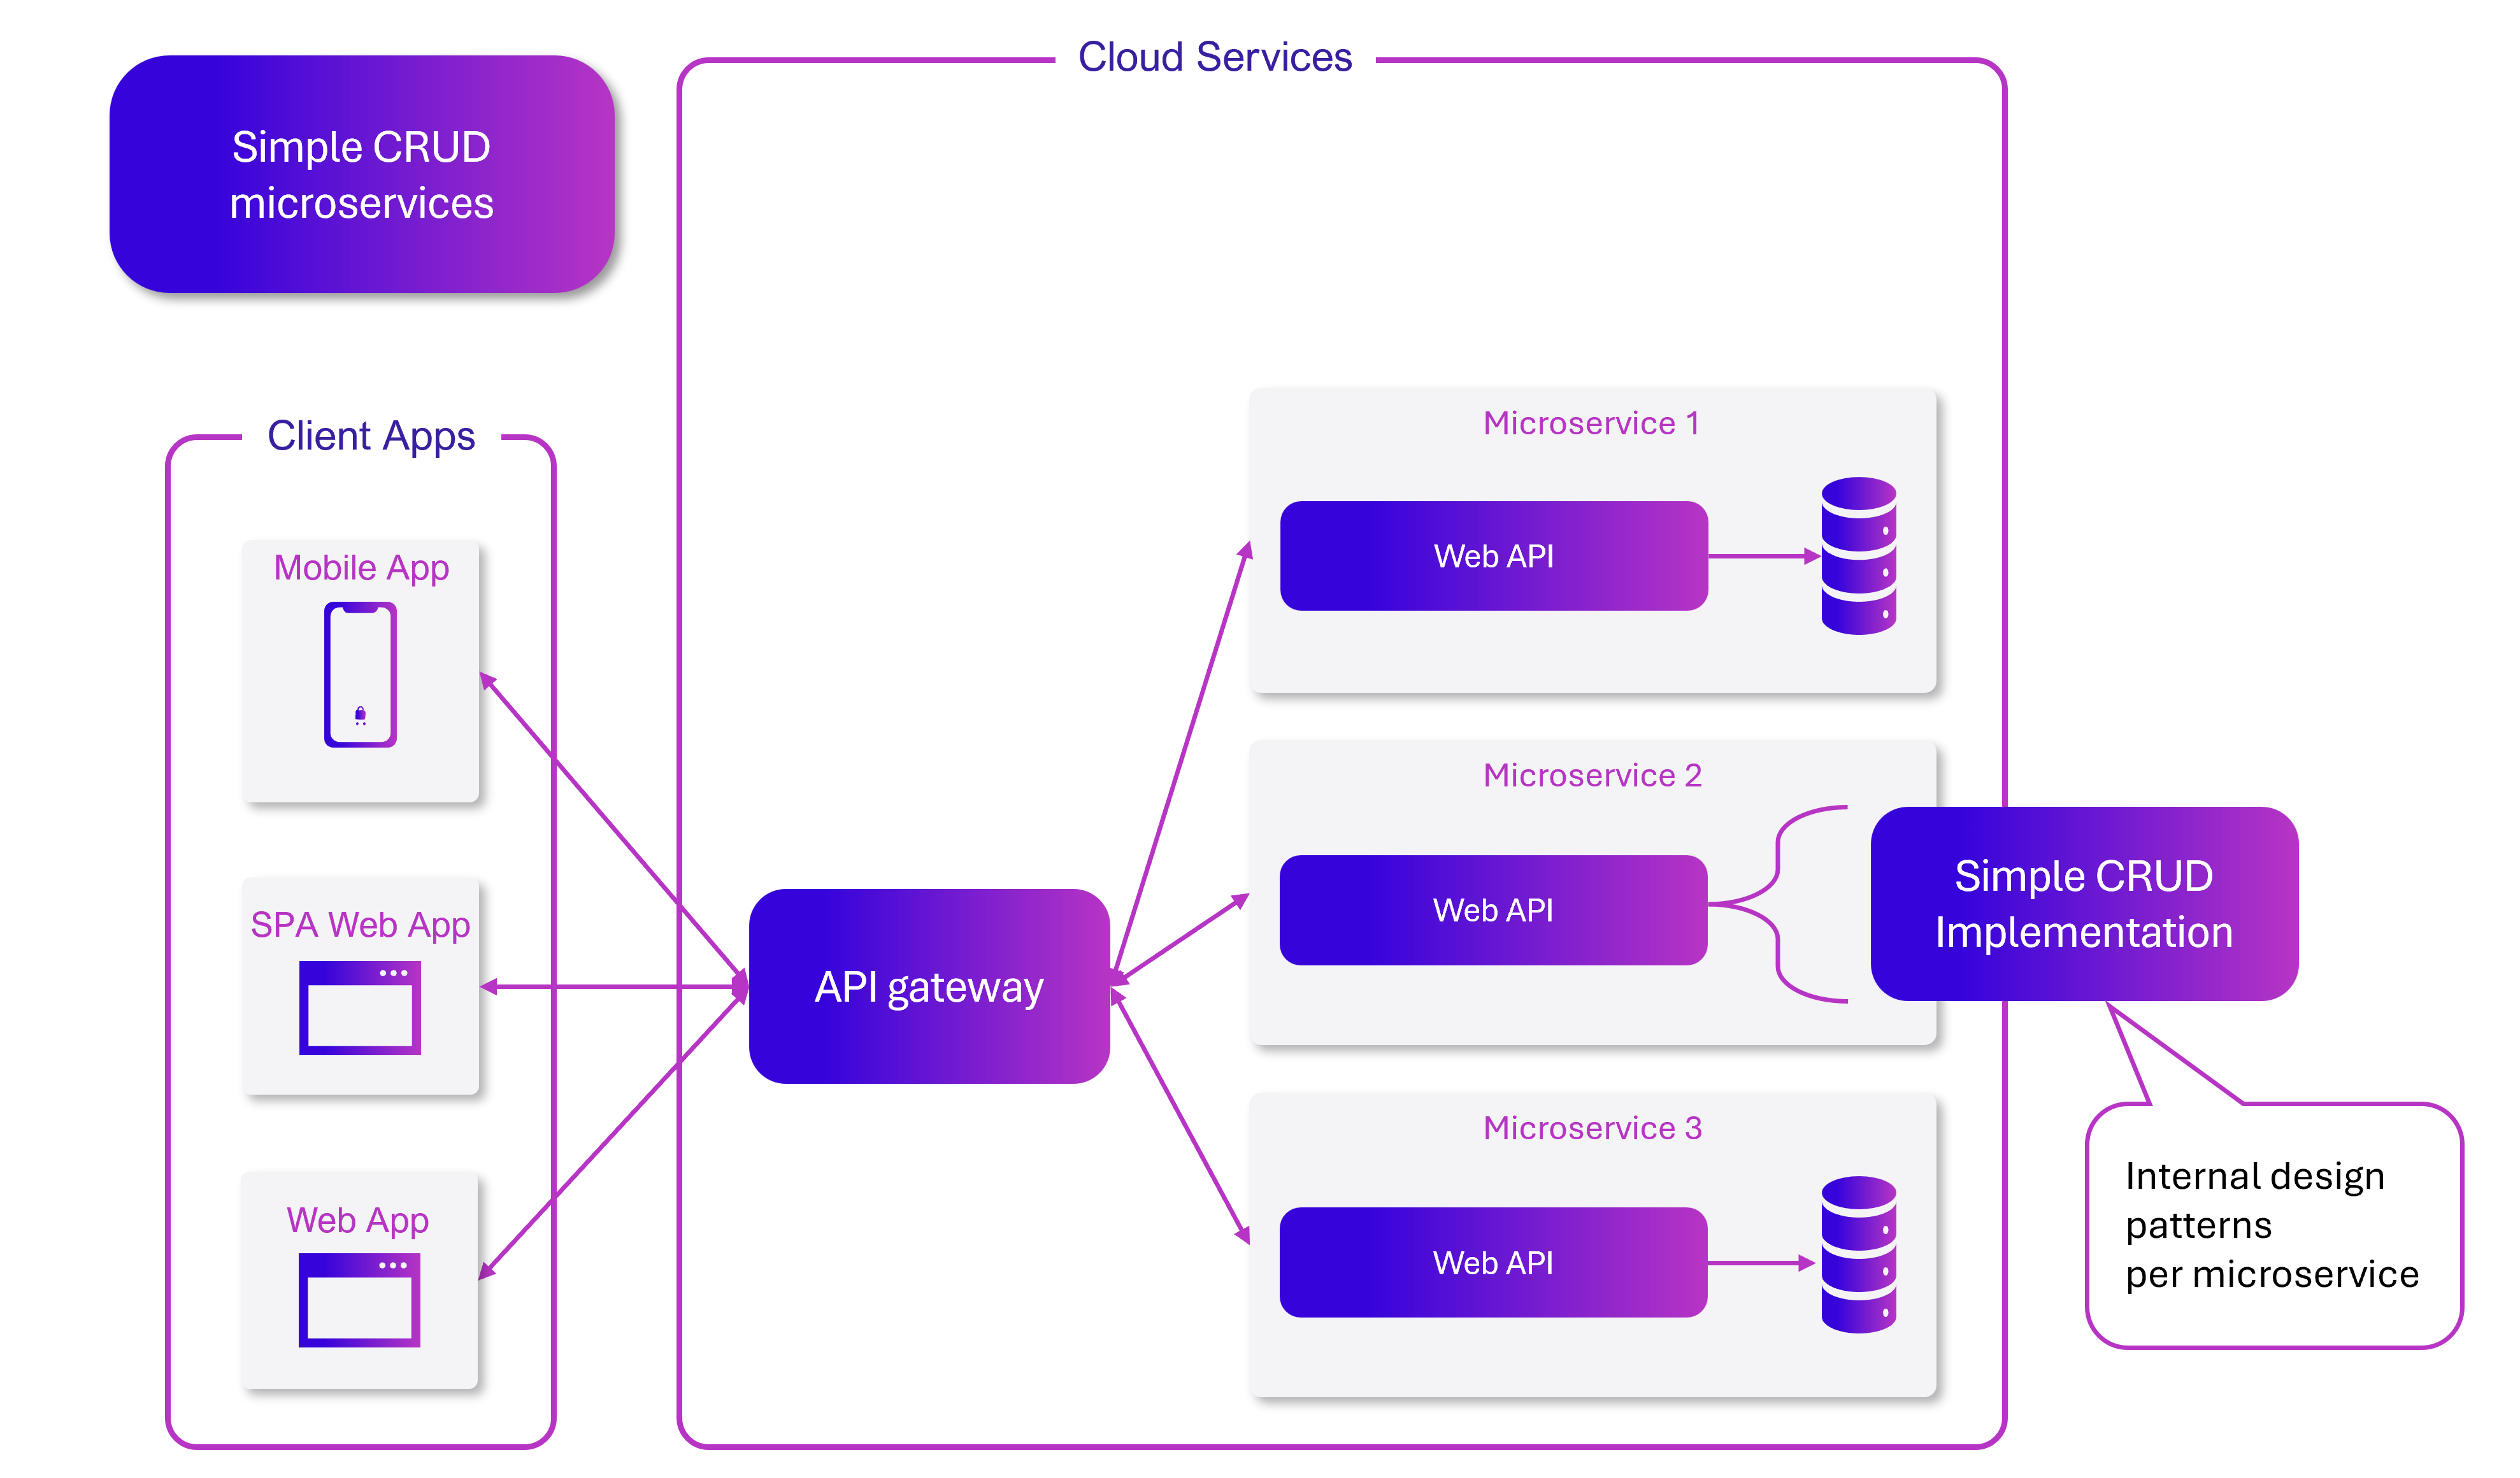 Cloud Services
Simple CRUD
microservices
Client Apps
Mobile App
SPA Web App
Web App
API gateway
Microservice 1
Web API
Microservice 2
Web API
Simple CRUD
Implementation
Microservice 3
Web API
Internal design
patterns
per microservice